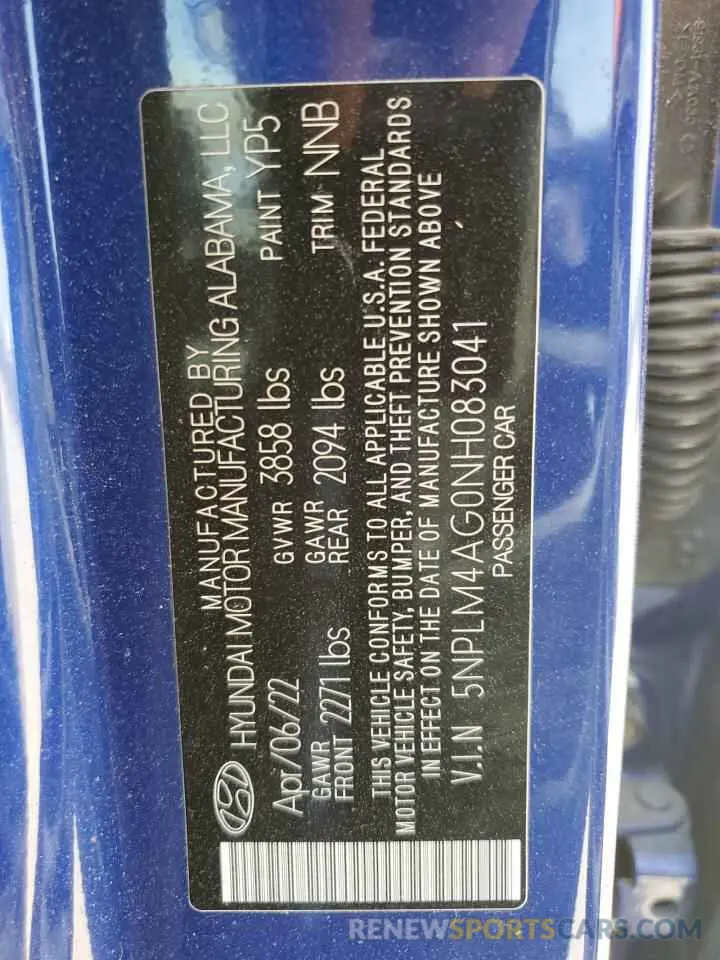 MANUFACTURED BY
HYUNDAI MOTOR MANUFACTURING ALABAMA, LLC
Apr/06/22 GVWR 3858 lbs PAINT YP5
GAWR FRONT 2271 lbs GAWR REAR 2094 lbs TRIM NNB
THIS VEHICLE CONFORMS TO ALL APPLICABLE U.S.A. FEDERAL
MOTOR VEHICLE SAFETY, BUMPER, AND THEFT PREVENTION STANDARDS
IN EFFECT ON THE DATE OF MANUFACTURE SHOWN ABOVE
V.I.N 5NPLM4AG0NH083041
PASSENGER CAR
RENEWSPORTSCARS.COM